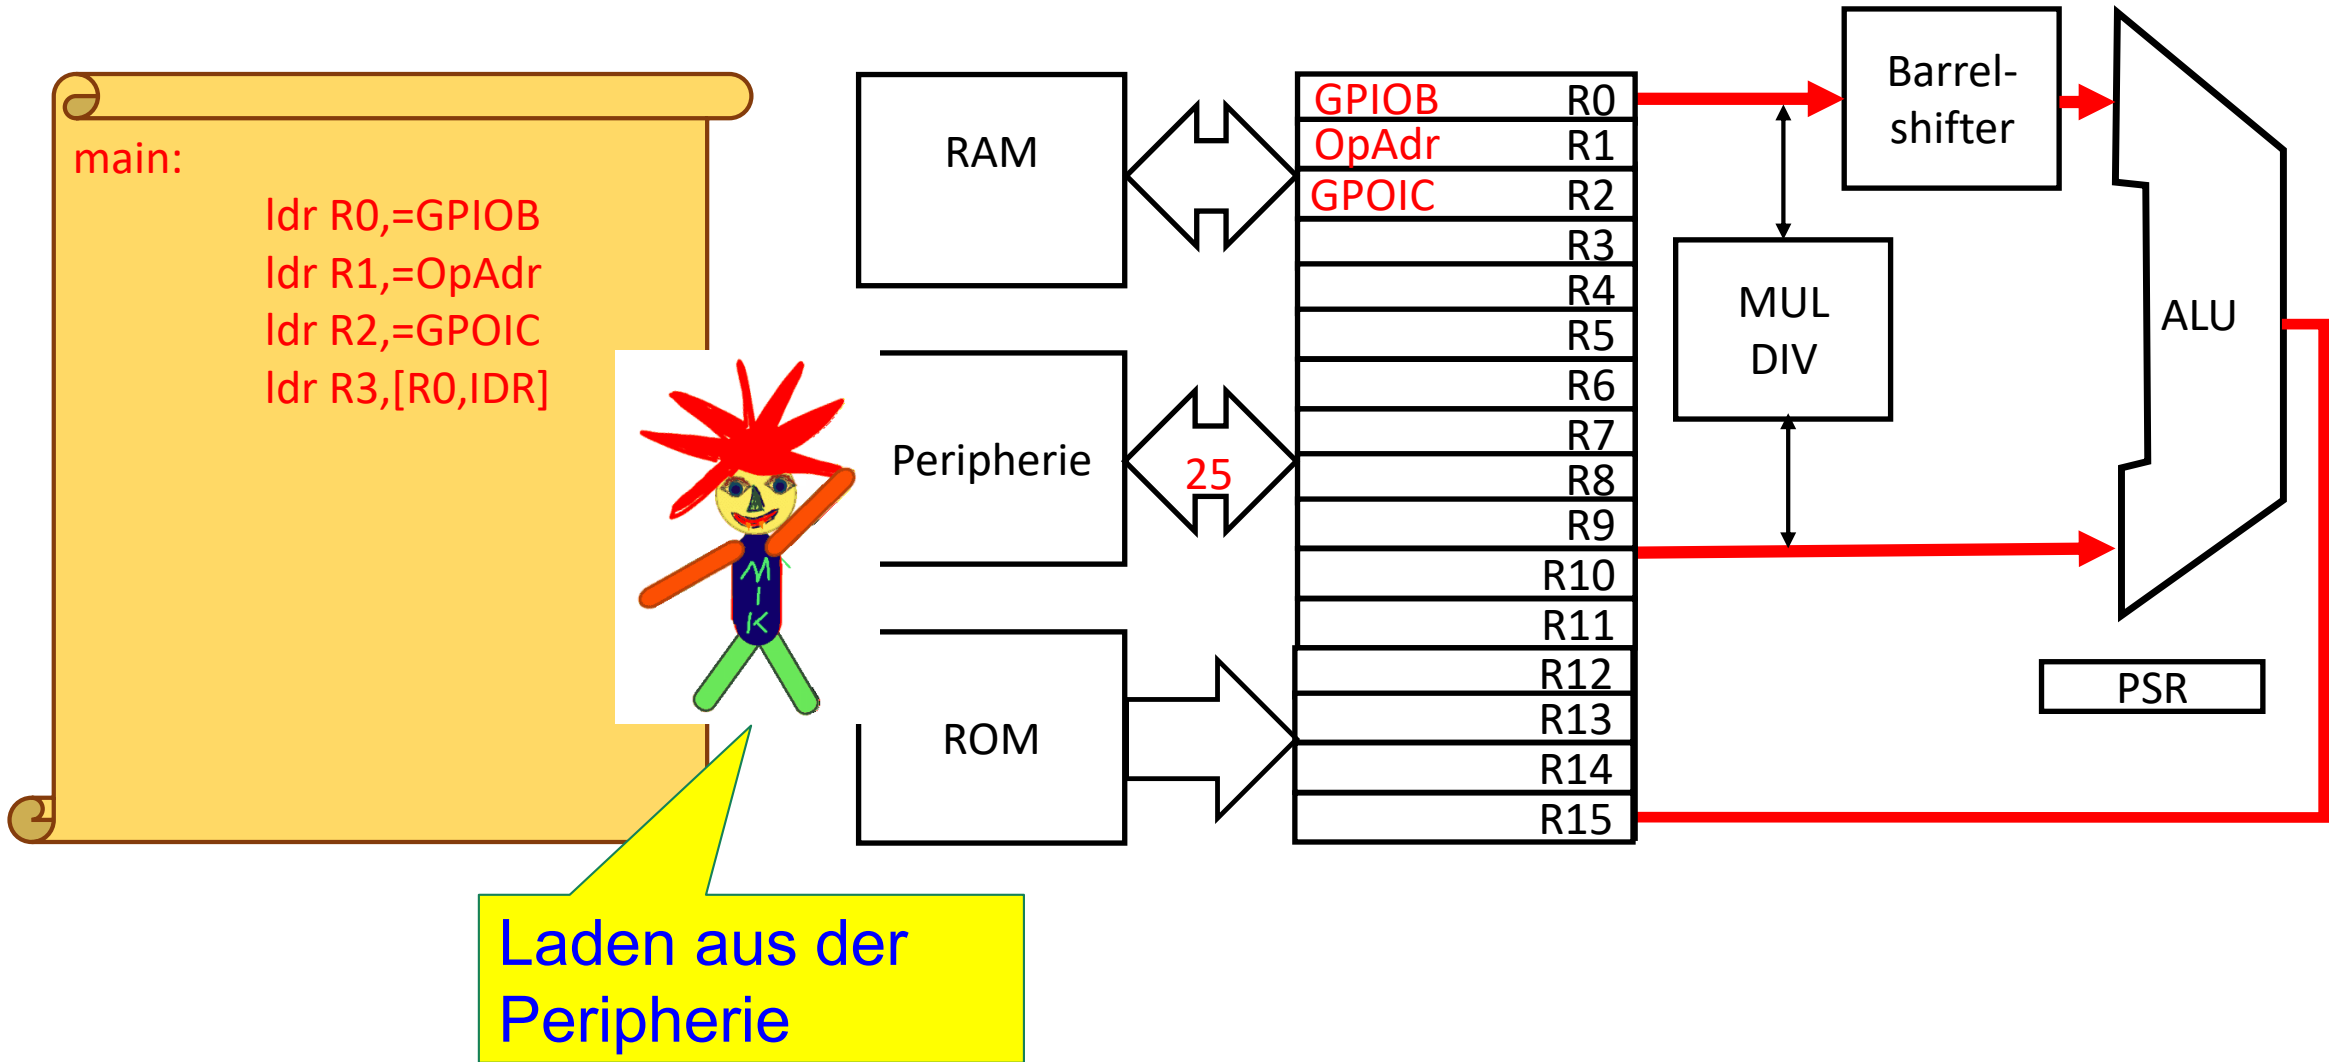 main:
ldr R0,=GPIOB
ldr R1,=OpAdr
ldr R2,=GPOIC
ldr R3,[R0,IDR]
MIK
Laden aus der
Peripherie
RAM
Peripherie
ROM
25
GPIOB R0
OpAdr R1
GPOIC R2
R3
R4
R5
R6
R7
R8
R9
R10
R11
R12
R13
R14
R15
Barrel-
shifter
MUL
DIV
ALU
PSR